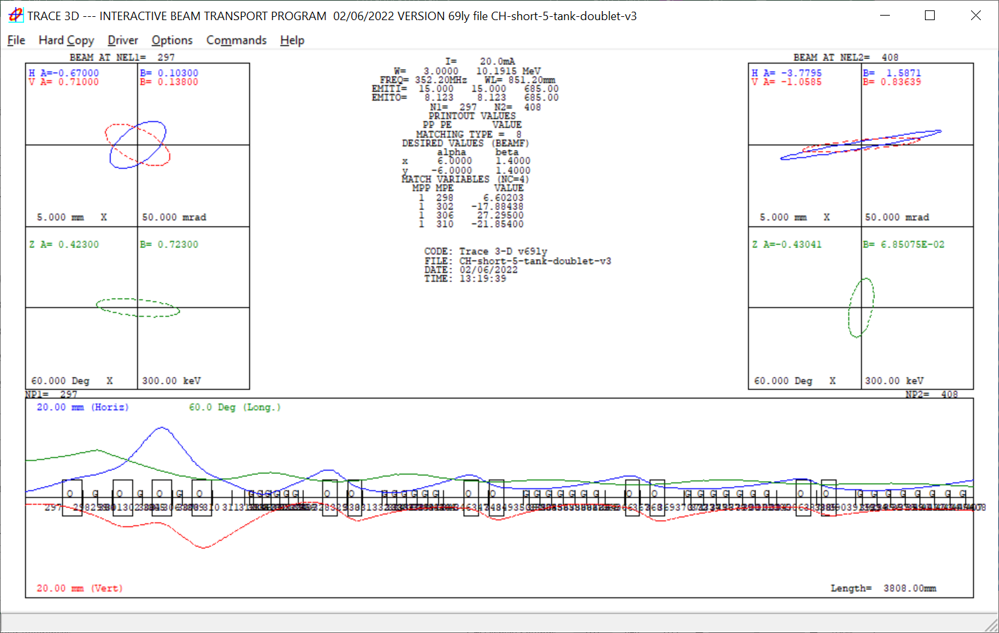 TRACE 3D --- INTERACTIVE BEAM TRANSPORT PROGRAM 02/06/2022 VERSION 69ly file CH-short-5-tank-doublet-v3
File Hard Copy Driver Options Commands Help
BEAM AT NEL1= 297
H A=-0.67000 B= 0.10300
V A= 0.71000 B= 0.13800
5.000 mm X 50.000 mrad
Z A= 0.42300 B= 0.72300
60.000 Deg X 300.00 keV
NP1= 297
I= 20.0mA
W= 3.0000 10.1915 MeV
FREQ= 352.20MHz WL= 851.20mm
EMITI= 15.000 15.000 685.00
EMITO= 8.123 8.123 685.00
N1= 297 N2= 408
PRINTOUT VALUES
PP PE VALUE
MATCHING TYPE = 8
DESIRED VALUES (BEAMF)
alpha beta
x 6.0000 1.4000
y -6.0000 1.4000
MATCH VARIABLES (NC=4)
MPP MPE VALUE
1 298 6.60203
1 302 -17.88438
1 306 27.29500
1 310 -21.85400
CODE: Trace 3-D v69ly
FILE: CH-short-5-tank-doublet-v3
DATE: 02/06/2022
TIME: 13:19:39
BEAM AT NEL2= 408
H A= -3.7795 B= 1.5871
V A= -1.0585 B= 0.83639
5.000 mm X 50.000 mrad
Z A=-0.43041 B= 6.85075E-02
60.000 Deg X 300.00 keV
NP2= 408
20.00 mm (Horiz) 60.0 Deg (Long.)
Q G Q G Q G Q G G G G G G Q Q G G G G G G Q Q G G G G G G G Q Q G G G G G G G Q Q G G G G G G G G
297
20.00 mm (Vert) Length= 3808.00mm